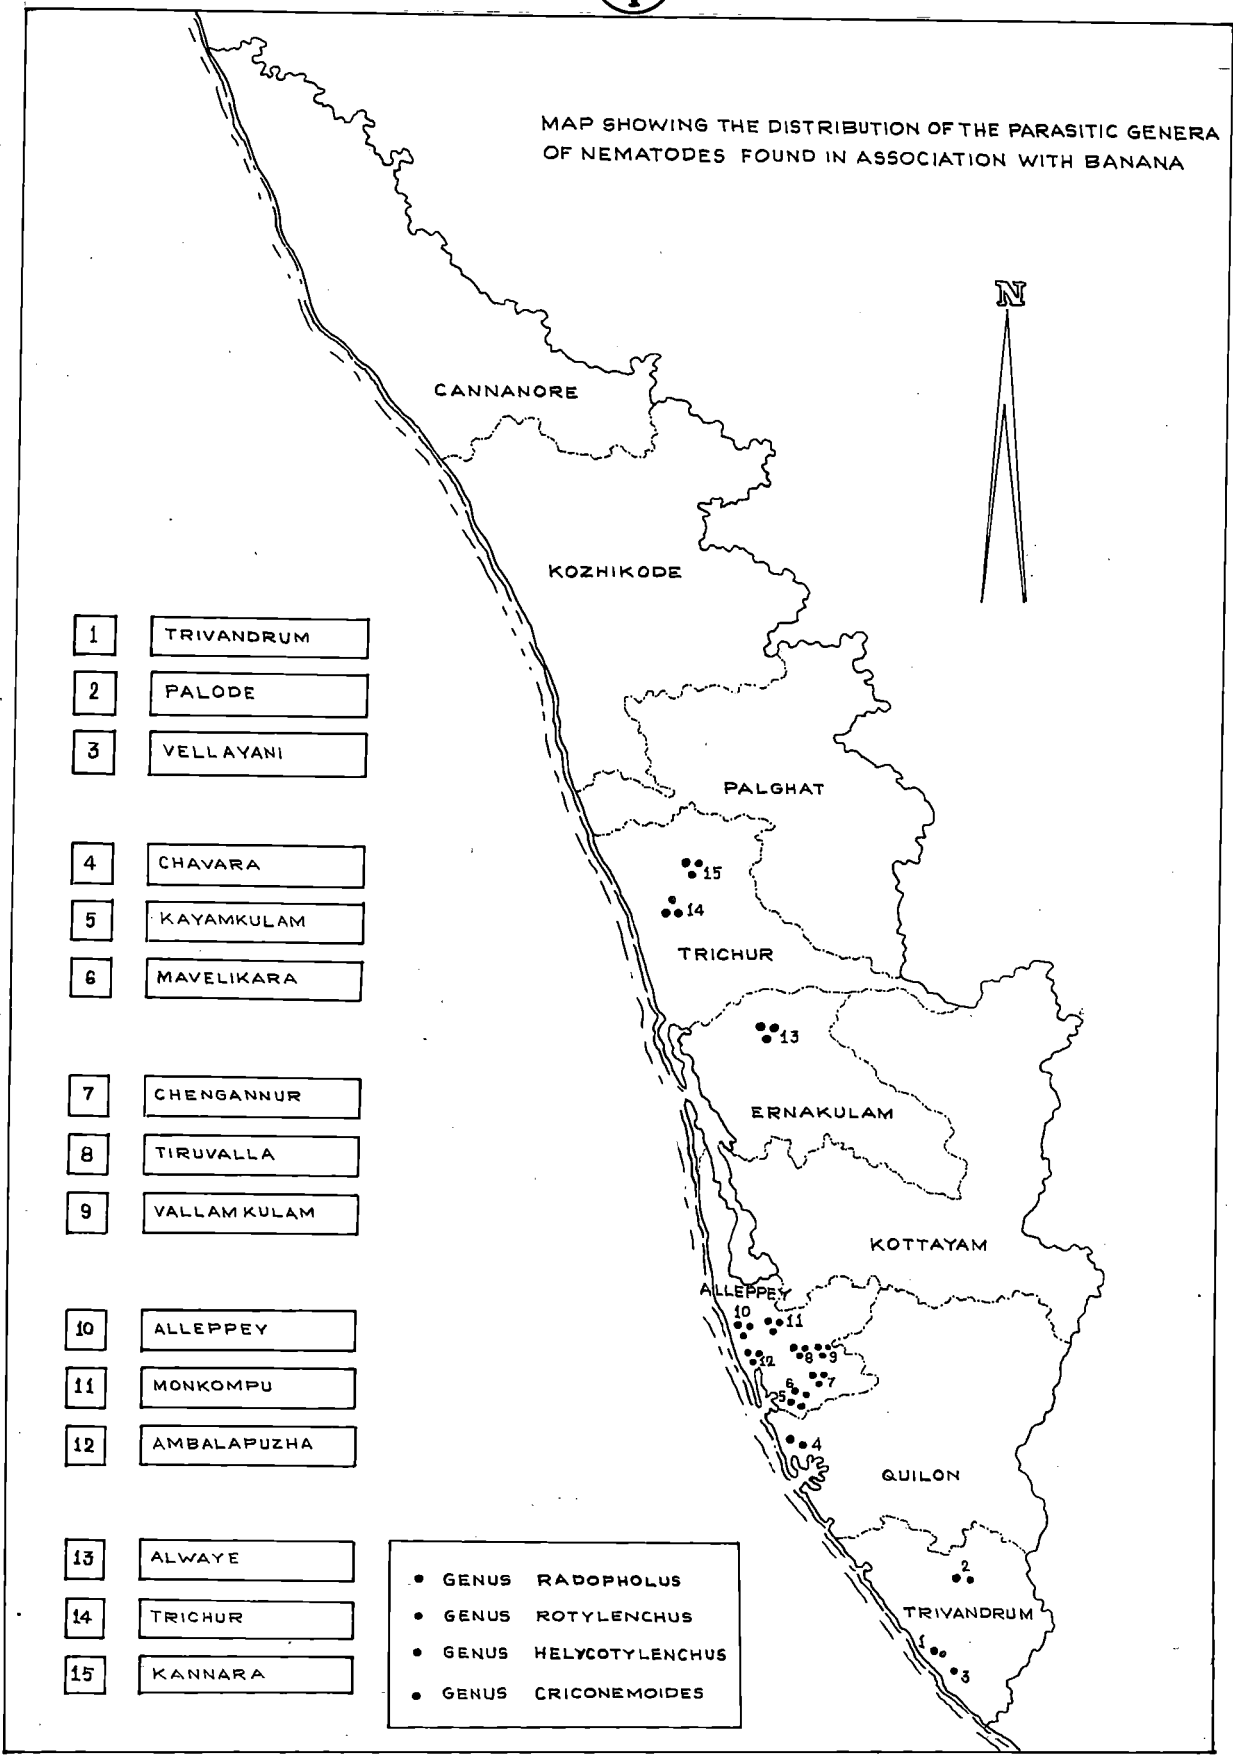 1
MAP SHOWING THE DISTRIBUTION OF THE PARASITIC GENERA
OF NEMATODES FOUND IN ASSOCIATION WITH BANANA
N
CANNANORE
KOZHIKODE
PALGHAT
15
14
TRICHUR
13
ERNAKULAM
KOTTAYAM
ALLEPPEY
10
11
12
8
9
6
7
5
4
QUILON
2
TRIVANDRUM
1
3
1 TRIVANDRUM
2 PALODE
3 VELLAYANI
4 CHAVARA
5 KAYAMKULAM
6 MAVELIKARA
7 CHENGANNUR
8 TIRUVALLA
9 VALLAMKULAM
10 ALLEPPEY
11 MONKOMPU
12 AMBALAPUZHA
13 ALWAYE
14 TRICHUR
15 KANNARA
• GENUS RADOPHOLUS
• GENUS ROTYLENCHUS
• GENUS HELYCOTYLENCHUS
• GENUS CRICONEMOIDES